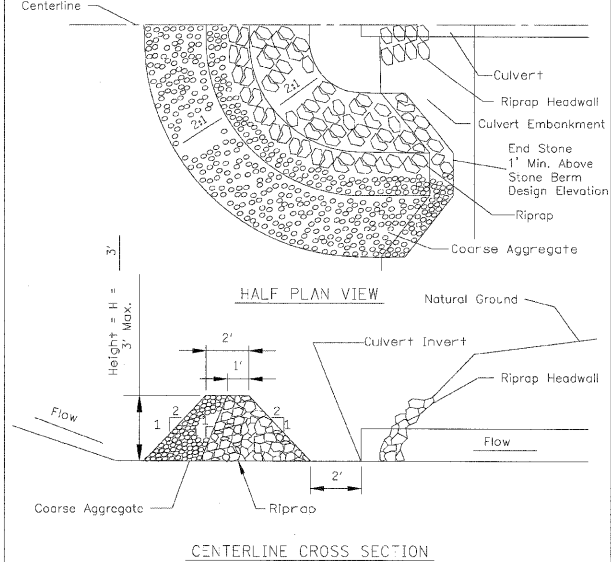 Centerline
Culvert
Riprap Headwall
Culvert Embankment
End Stone
1' Min. Above
Stone Berm
Design Elevation
Riprap
Coarse Aggregate
2:1
2:1
HALF PLAN VIEW
Height = H = 3'
3' Max.
Natural Ground
Culvert Invert
Riprap Headwall
2'
1'
Flow
1
2
1
2
1
Flow
2'
Coarse Aggregate
Riprap
CENTERLINE CROSS SECTION